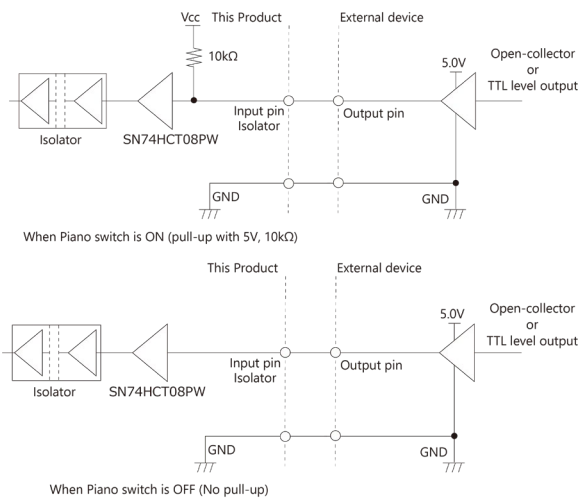 Vcc This Product External device
10kΩ
5.0V
Open-collector
or
TTL level output
Input pin
Isolator
Output pin
Isolator
SN74HCT08PW
GND
GND
When Piano switch is ON (pull-up with 5V, 10kΩ)
This Product External device
5.0V
Open-collector
or
TTL level output
Input pin
Isolator
Output pin
Isolator
SN74HCT08PW
GND
GND
When Piano switch is OFF (No pull-up)